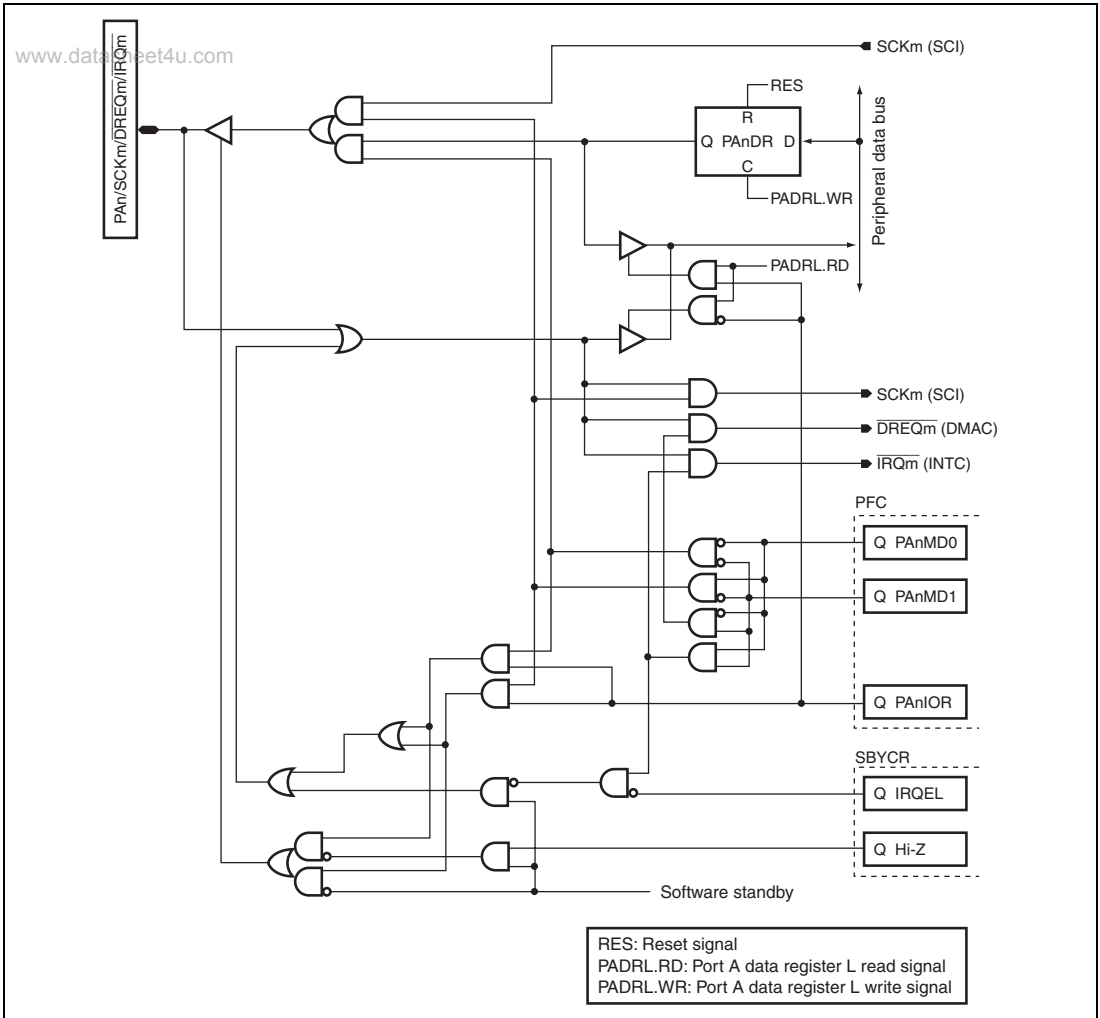 www.datasheet4u.com
PAn/SCKm/DREQm/IRQm
SCKm (SCI)
RES
R
Q PAnDR D
C
PADRL.WR
Peripheral data bus
PADRL.RD
SCKm (SCI)
DREQm (DMAC)
IRQm (INTC)
PFC
Q PAnMD0
Q PAnMD1
Q PAnIOR
SBYCR
Q IRQEL
Q Hi-Z
Software standby
RES: Reset signal
PADRL.RD: Port A data register L read signal
PADRL.WR: Port A data register L write signal